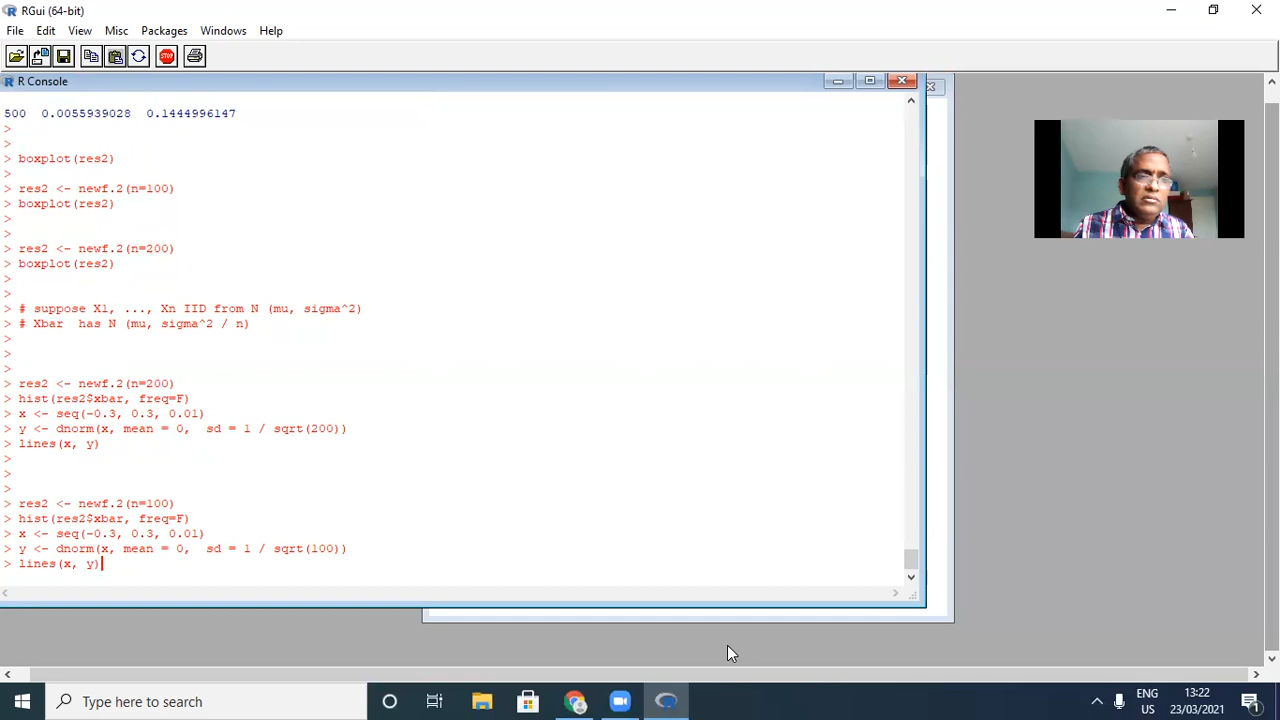 RGui (64-bit)
File Edit View Misc Packages Windows Help
STOP
R Console
500 0.0055939028 0.1444996147
>
>
> boxplot(res2)
>
> res2 <- newf.2(n=100)
> boxplot(res2)
>
>
> res2 <- newf.2(n=200)
> boxplot(res2)
>
>
> # suppose X1, ..., Xn IID from N (mu, sigma^2)
> # Xbar has N (mu, sigma^2 / n)
>
>
>
> res2 <- newf.2(n=200)
> hist(res2$xbar, freq=F)
> x <- seq(-0.3, 0.3, 0.01)
> y <- dnorm(x, mean = 0, sd = 1 / sqrt(200))
> lines(x, y)
>
>
>
> res2 <- newf.2(n=100)
> hist(res2$xbar, freq=F)
> x <- seq(-0.3, 0.3, 0.01)
> y <- dnorm(x, mean = 0, sd = 1 / sqrt(100))
> lines(x, y)
Type here to search
ENG
US
13:22
23/03/2021
1